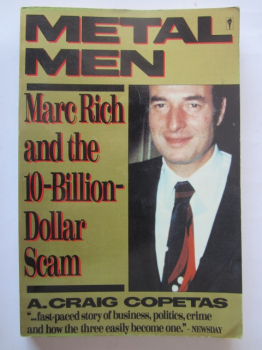 METAL
MEN
Marc Rich
and the
10-Billion-
Dollar
Scam
A. CRAIG COPETAS
"...fast-paced story of business, politics, crime
and how the three easily become one."- NEWSDAY